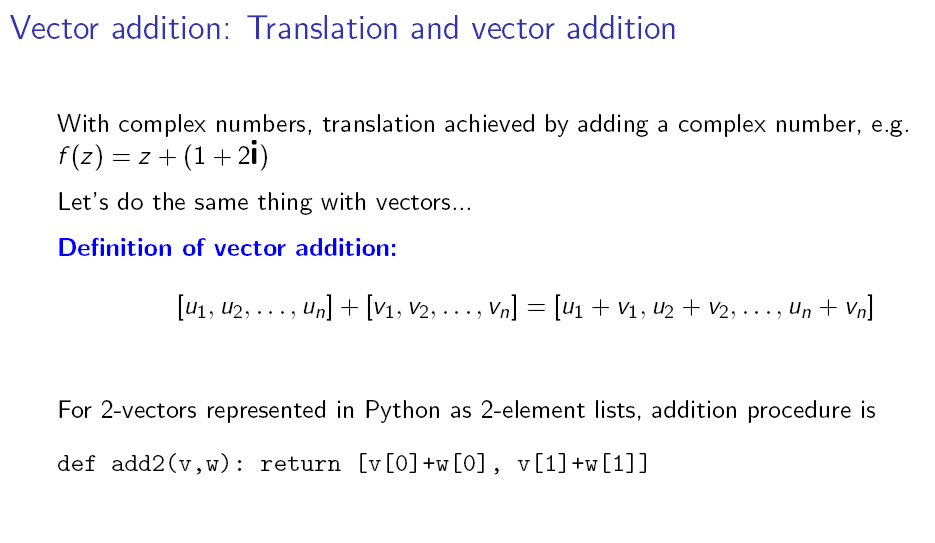 Vector addition: Translation and vector addition
With complex numbers, translation achieved by adding a complex number, e.g.
f(z) = z + (1 + 2i)
Let's do the same thing with vectors...
Definition of vector addition:
[u₁, u₂, . . . , uₙ] + [v₁, v₂, . . . , vₙ] = [u₁ + v₁, u₂ + v₂, . . . , uₙ + vₙ]
For 2-vectors represented in Python as 2-element lists, addition procedure is
def add2(v,w): return [v[0]+w[0], v[1]+w[1]]